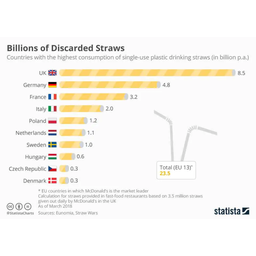 Billions of Discarded Straws
Countries with the highest consumption of single-use plastic drinking straws (in billion p.a.)
UK 8.5
Germany 4.8
France 3.2
Italy 2.0
Poland 1.2
Netherlands 1.1
Sweden 1.0
Hungary 0.6
Czech Republic 0.3
Denmark 0.3
Total (EU 13)*
23.5
* EU countries in which McDonald's is the market leader
Calculation for straws provided in fast-food restaurants based on 3.5 million straws
given out daily by McDonald's in the UK
As of March 2018
@StatistaCharts
Sources: Eunomia, Straw Wars
statista